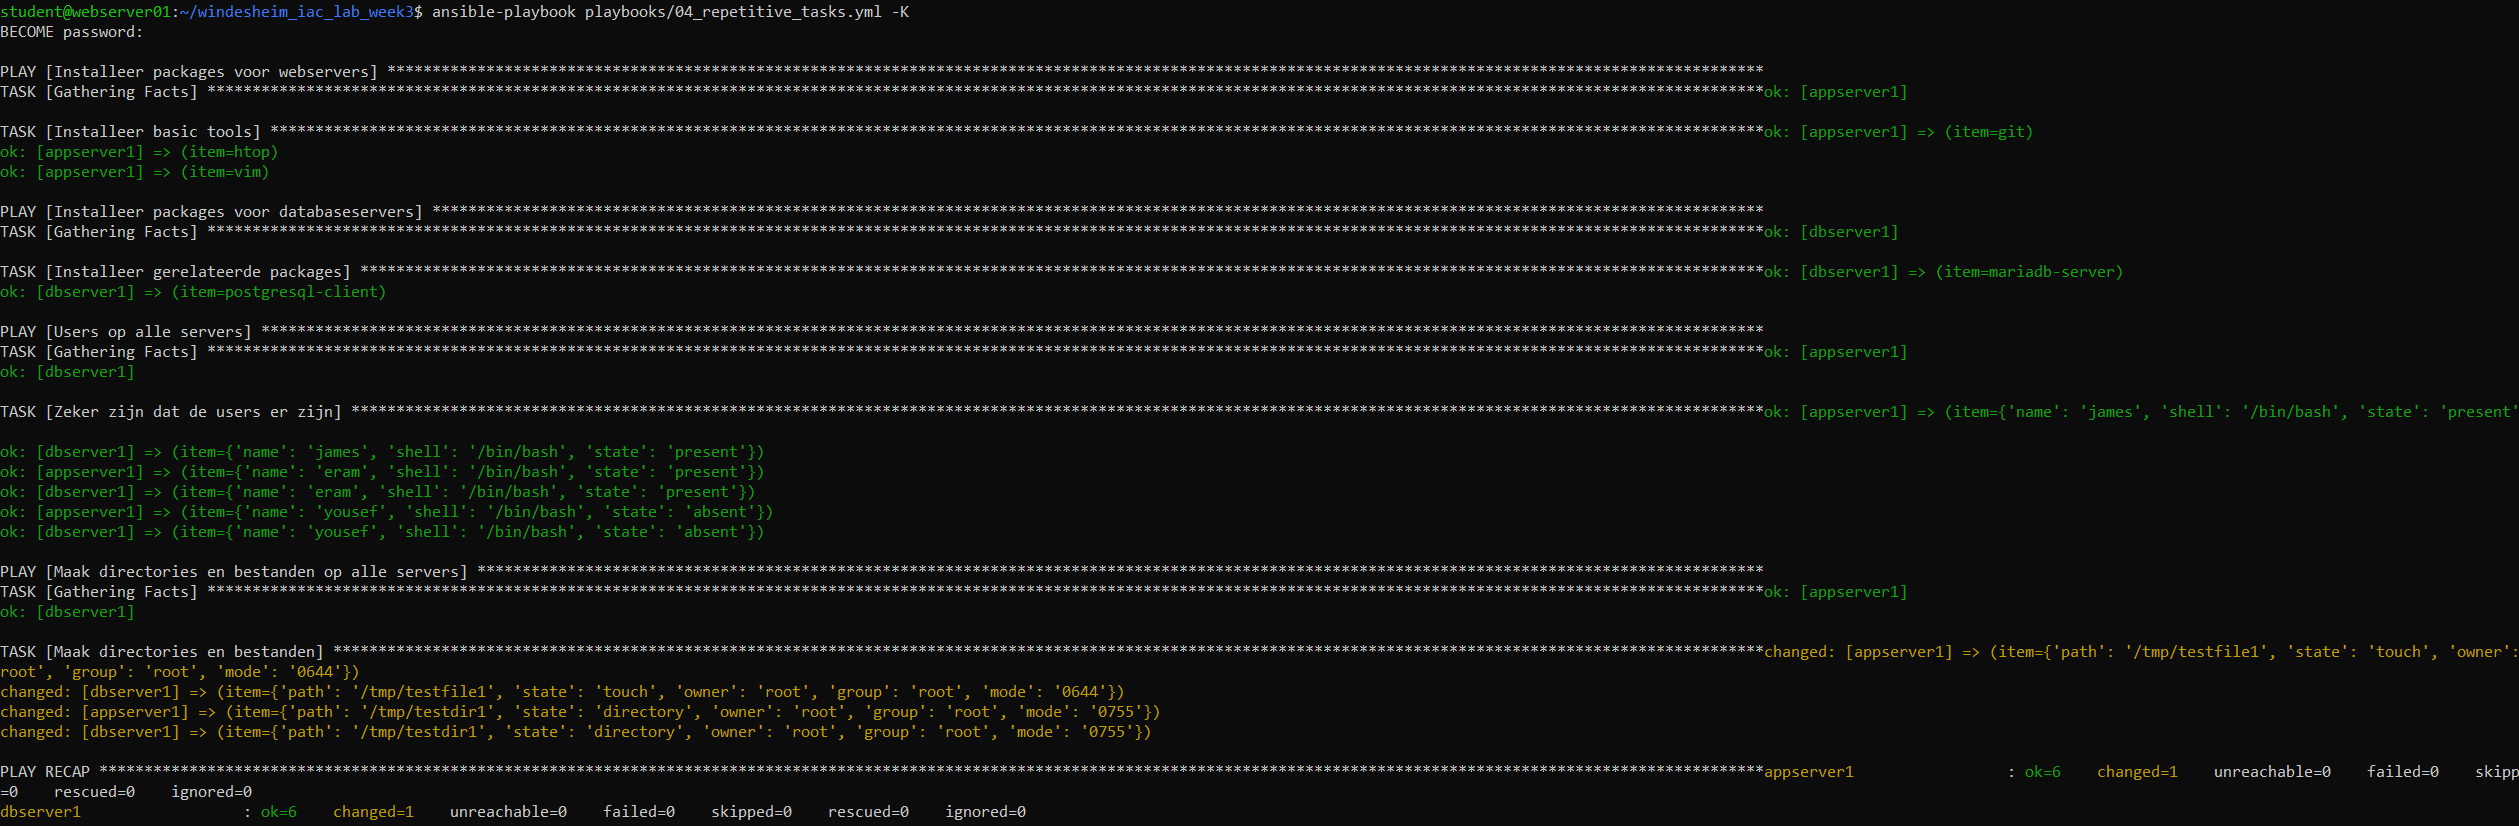 student@webserver01:~/windesheim_iac_lab_week3$ ansible-playbook playbooks/04_repetitive_tasks.yml -K
BECOME password:
PLAY [Installeer packages voor webservers] *********************************************************************************************************************************************************
TASK [Gathering Facts] *****************************************************************************************************************************************************************************ok: [appserver1]
TASK [Installeer basic tools] **********************************************************************************************************************************************************************ok: [appserver1] => (item=git)
ok: [appserver1] => (item=htop)
ok: [appserver1] => (item=vim)
PLAY [Installeer packages voor databaseservers] ****************************************************************************************************************************************************
TASK [Gathering Facts] *****************************************************************************************************************************************************************************ok: [dbserver1]
TASK [Installeer gerelateerde packages] ************************************************************************************************************************************************************ok: [dbserver1] => (item=mariadb-server)
ok: [dbserver1] => (item=postgresql-client)
PLAY [Users op alle servers] ***********************************************************************************************************************************************************************
TASK [Gathering Facts] *****************************************************************************************************************************************************************************ok: [appserver1]
ok: [dbserver1]
TASK [Zeker zijn dat de users er zijn] *************************************************************************************************************************************************************ok: [appserver1] => (item={'name': 'james', 'shell': '/bin/bash', 'state': 'present'
ok: [dbserver1] => (item={'name': 'james', 'shell': '/bin/bash', 'state': 'present'})
ok: [appserver1] => (item={'name': 'eram', 'shell': '/bin/bash', 'state': 'present'})
ok: [dbserver1] => (item={'name': 'eram', 'shell': '/bin/bash', 'state': 'present'})
ok: [appserver1] => (item={'name': 'yousef', 'shell': '/bin/bash', 'state': 'absent'})
ok: [dbserver1] => (item={'name': 'yousef', 'shell': '/bin/bash', 'state': 'absent'})
PLAY [Maak directories en bestanden op alle servers] ***********************************************************************************************************************************************
TASK [Gathering Facts] *****************************************************************************************************************************************************************************ok: [appserver1]
ok: [dbserver1]
TASK [Maak directories en bestanden] ***************************************************************************************************************************************************************changed: [appserver1] => (item={'path': '/tmp/testfile1', 'state': 'touch', 'owner':
root', 'group': 'root', 'mode': '0644'})
changed: [dbserver1] => (item={'path': '/tmp/testfile1', 'state': 'touch', 'owner': 'root', 'group': 'root', 'mode': '0644'})
changed: [appserver1] => (item={'path': '/tmp/testdir1', 'state': 'directory', 'owner': 'root', 'group': 'root', 'mode': '0755'})
changed: [dbserver1] => (item={'path': '/tmp/testdir1', 'state': 'directory', 'owner': 'root', 'group': 'root', 'mode': '0755'})
PLAY RECAP *****************************************************************************************************************************************************************************************appserver1                 : ok=6    changed=1    unreachable=0    failed=0    skipp
=0    rescued=0    ignored=0
dbserver1                  : ok=6    changed=1    unreachable=0    failed=0    skipped=0    rescued=0    ignored=0